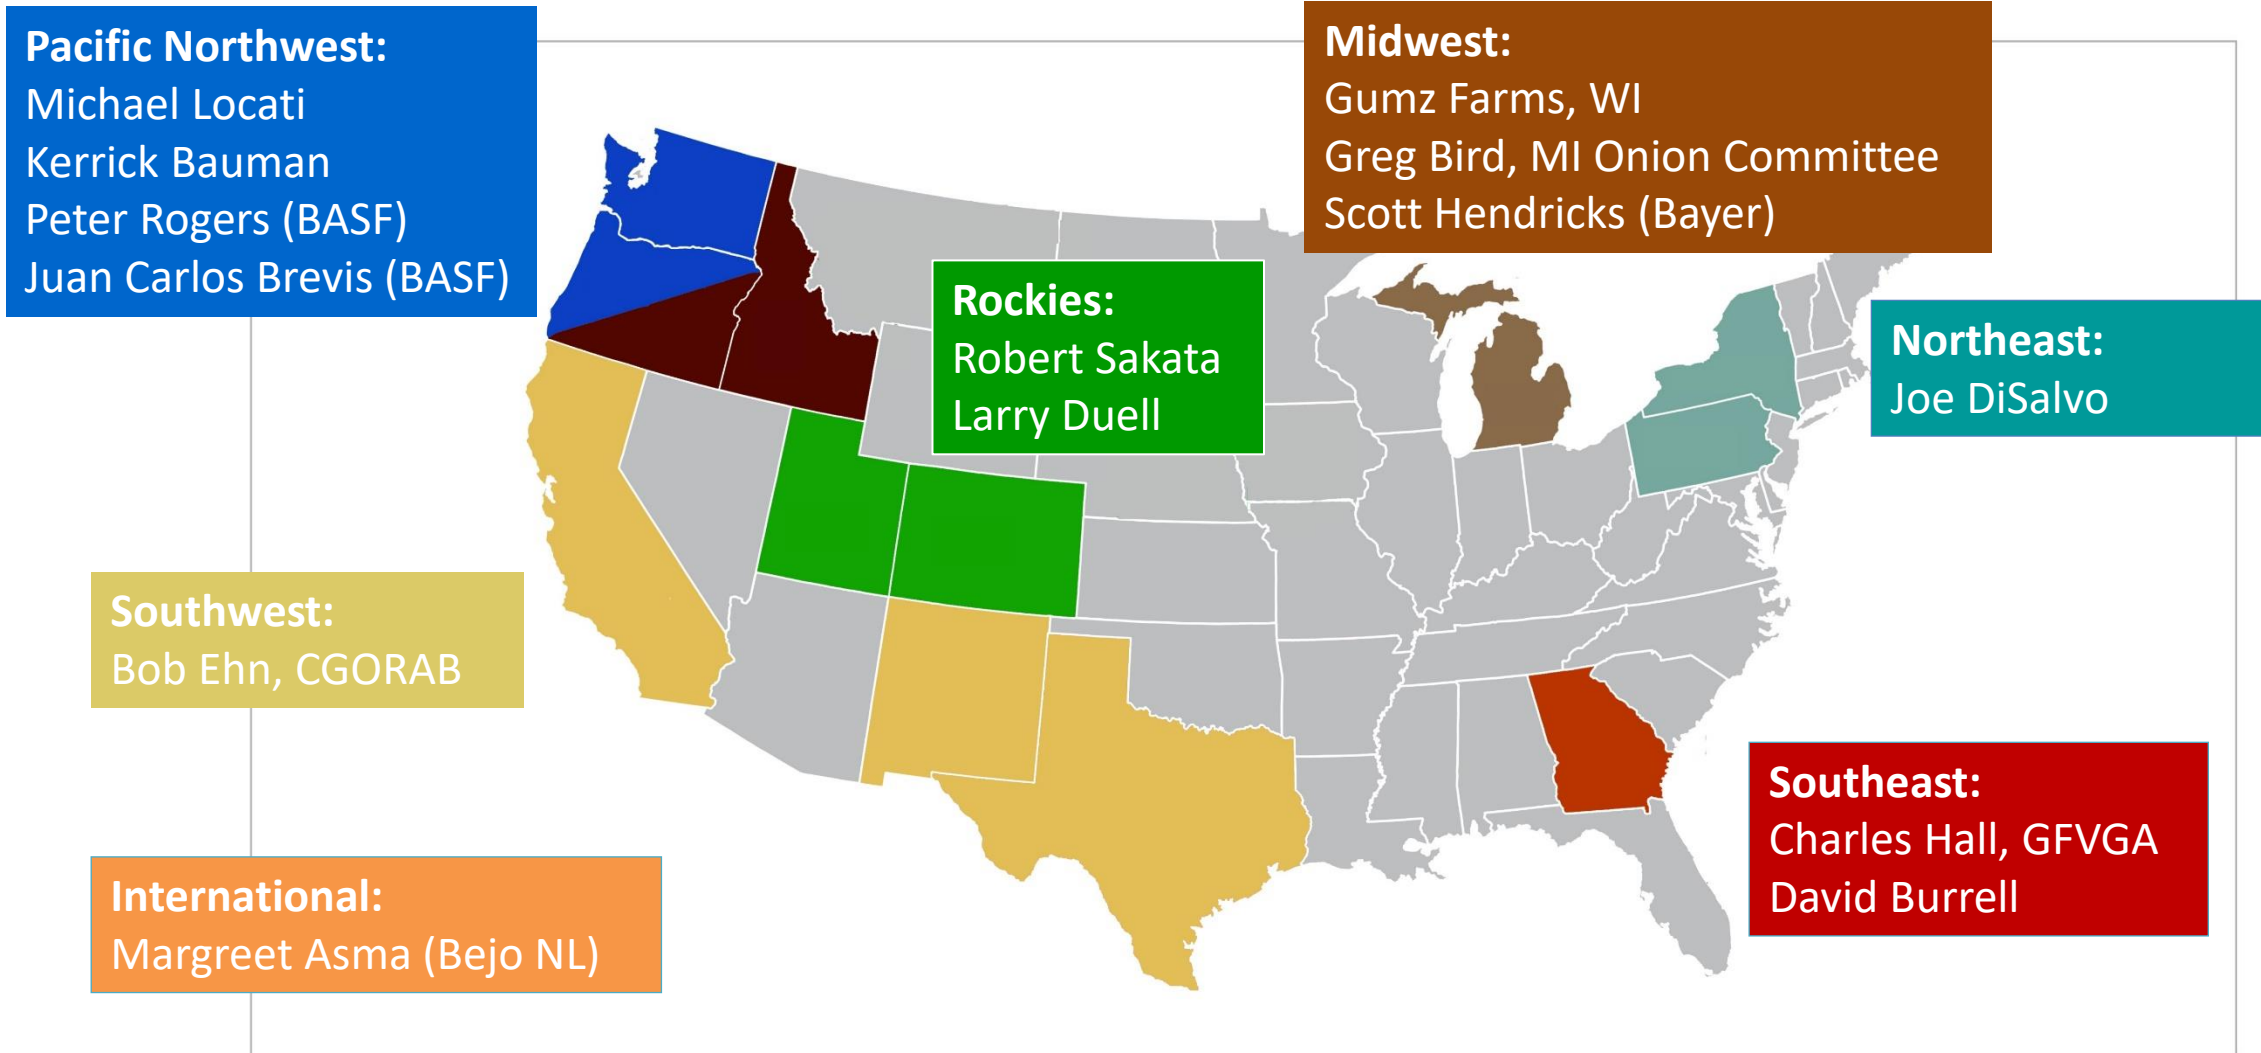 Pacific Northwest:
Michael Locati
Kerrick Bauman
Peter Rogers (BASF)
Juan Carlos Brevis (BASF)
Midwest:
Gumz Farms, WI
Greg Bird, MI Onion Committee
Scott Hendricks (Bayer)
Rockies:
Robert Sakata
Larry Duell
Northeast:
Joe DiSalvo
Southwest:
Bob Ehn, CGORAB
Southeast:
Charles Hall, GFVGA
David Burrell
International:
Margreet Asma (Bejo NL)